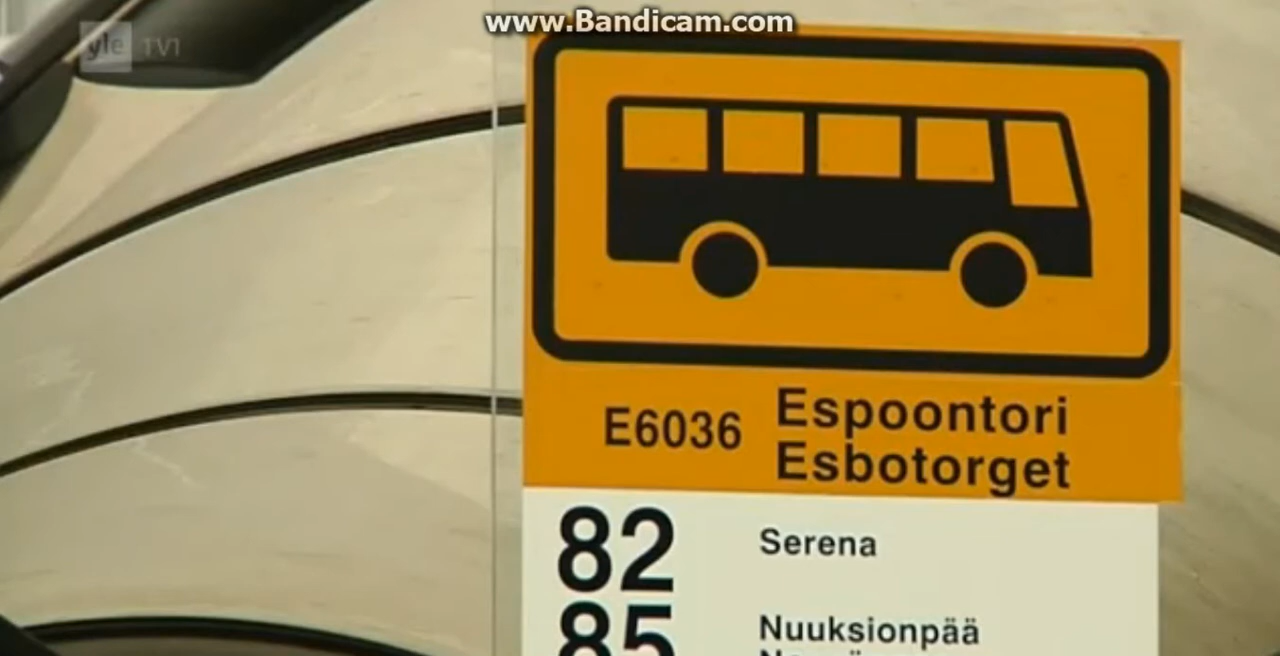 www.Bandicam.com
yle TV1
E6036 Espoontori
Esbotorget
82 Serena
85 Nuuksionpää